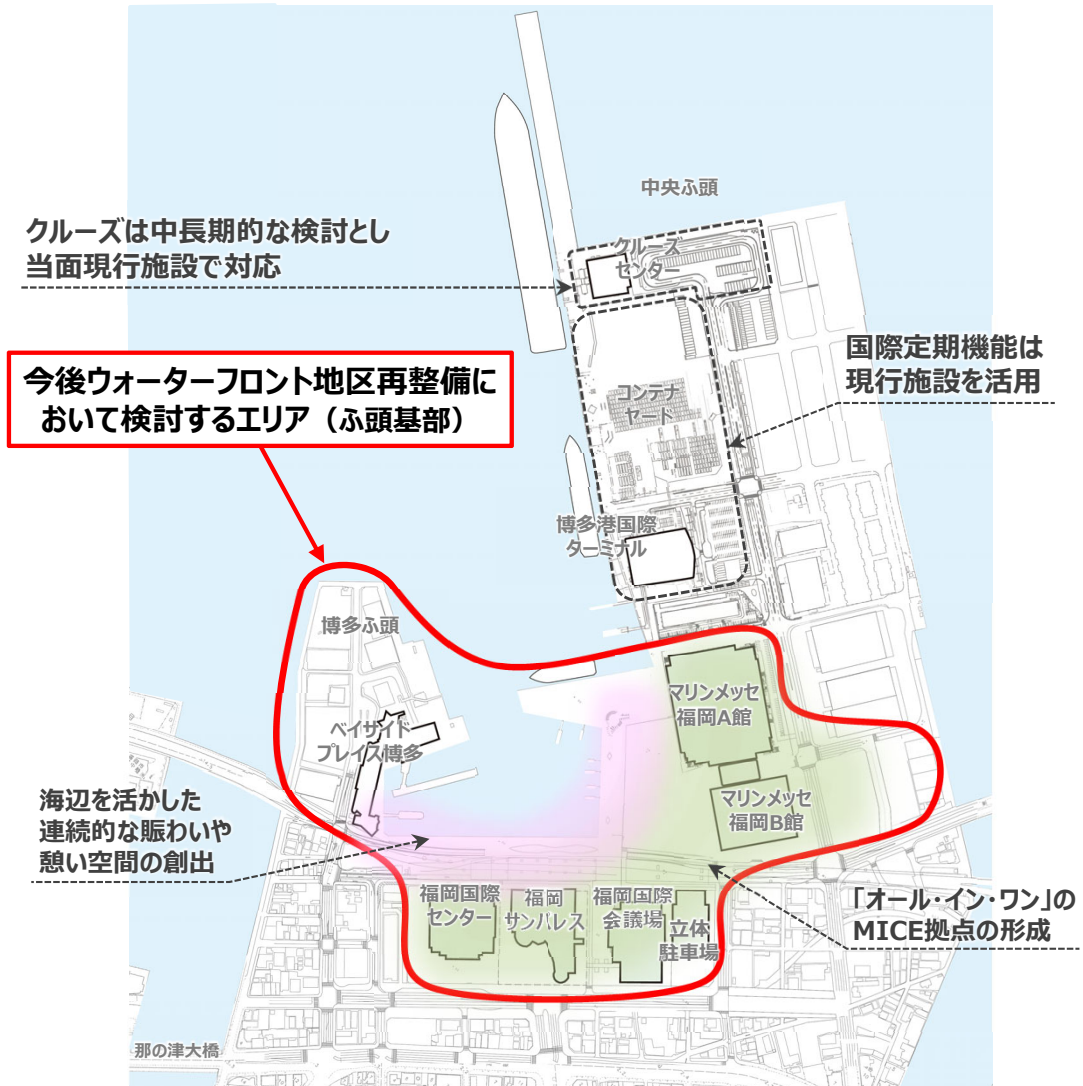 中央ふ頭
クルーズは中長期的な検討とし
当面現行施設で対応
クルーズ
センター
国際定期機能は
現行施設を活用
今後ウォーターフロント地区再整備に
おいて検討するエリア（ふ頭基部）
コンテナ
ヤード
博多港国際
ターミナル
博多ふ頭
マリンメッセ
福岡A館
ベイサイド
プレイス博多
マリンメッセ
福岡B館
海辺を活かした
連続的な賑わいや
憩い空間の創出
福岡国際
センター
福岡
サンパレス
福岡国際
会議場
立体
駐車場
「オール・イン・ワン」の
MICE拠点の形成
那の津大橋